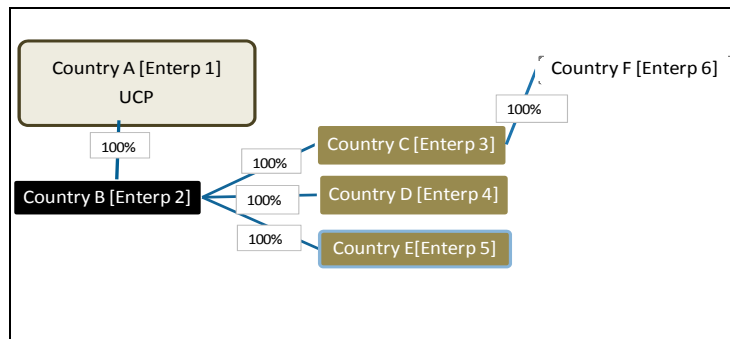 Country A [Enterp 1]
UCP
Country F [Enterp 6]
100%
100%
Country C [Enterp 3]
100%
Country B [Enterp 2]
100%
Country D [Enterp 4]
100%
Country E[Enterp 5]